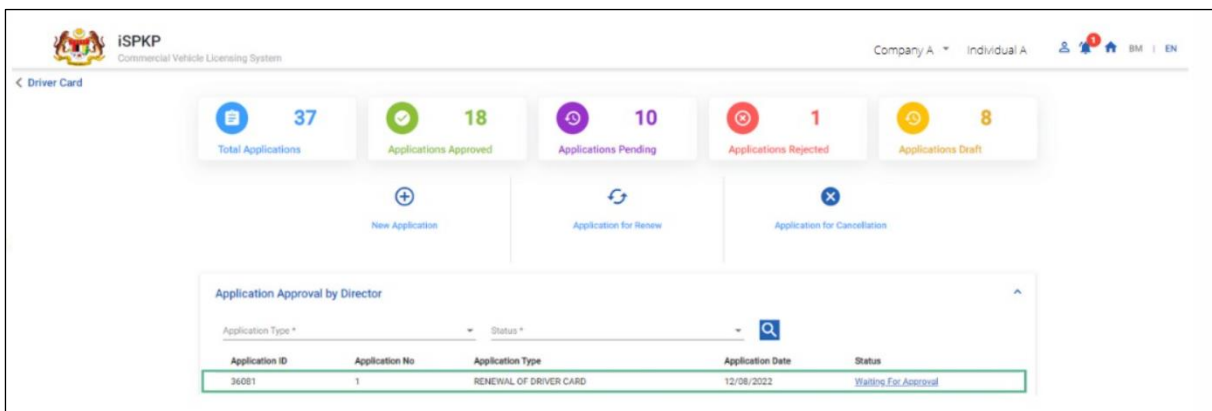 iSPKP
Commercial Vehicle Licensing System
Company A Individual A 1 BM | EN
< Driver Card
37 18 10 1 8
Total Applications Applications Approved Applications Pending Applications Rejected Applications Draft
New Application Application for Renew Application for Cancellation
Application Approval by Director
Application Type * Status *
Application ID Application No Application Type Application Date Status
36081 1 RENEWAL OF DRIVER CARD 12/08/2022 Waiting For Approval